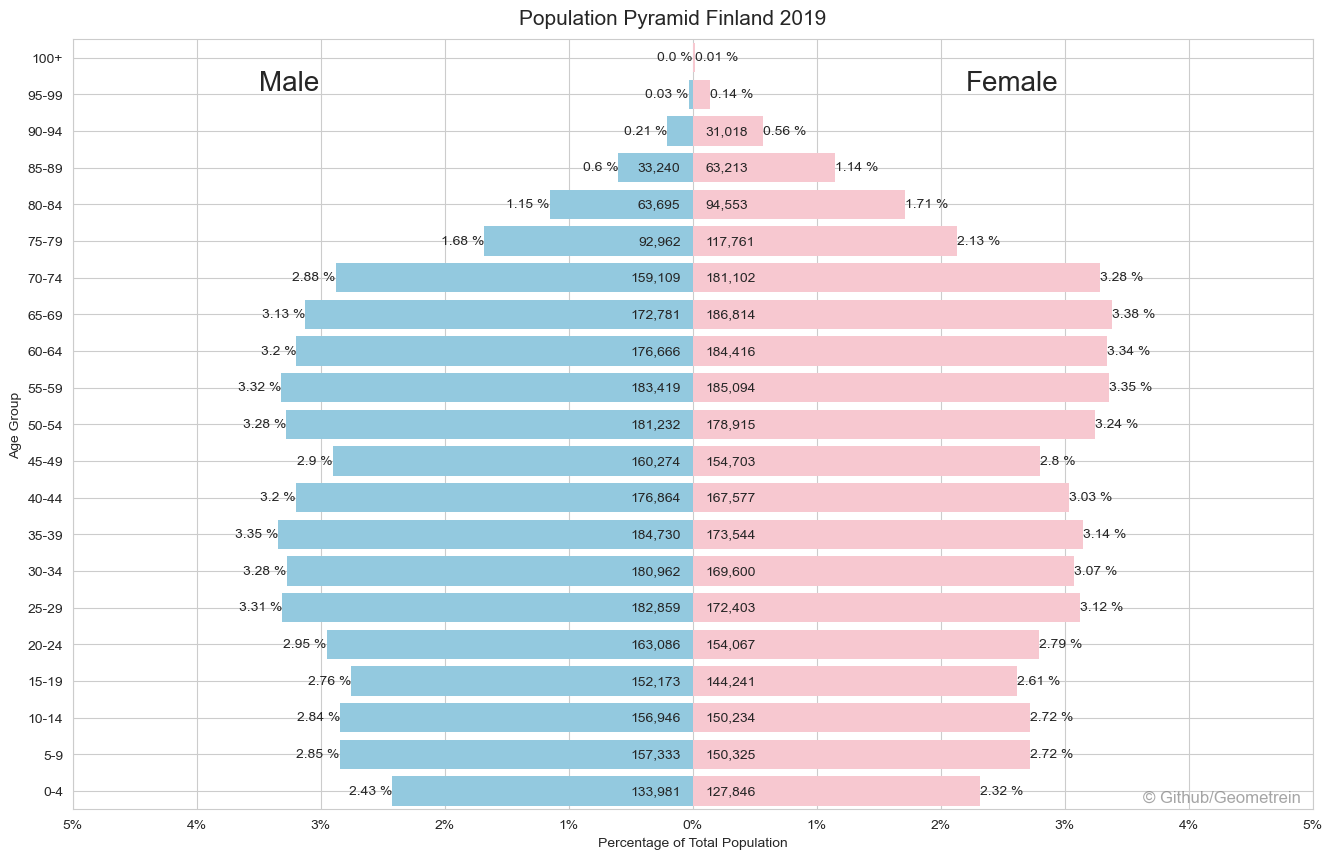 Population Pyramid Finland 2019
Male Female
Age Group
100+ 0.0 % 0.01 %
95-99 0.03 % 0.14 %
90-94 0.21 % 31,018 0.56 %
85-89 0.6 % 33,240 63,213 1.14 %
80-84 1.15 % 63,695 94,553 1.71 %
75-79 1.68 % 92,962 117,761 2.13 %
70-74 2.88 % 159,109 181,102 3.28 %
65-69 3.13 % 172,781 186,814 3.38 %
60-64 3.2 % 176,666 184,416 3.34 %
55-59 3.32 % 183,419 185,094 3.35 %
50-54 3.28 % 181,232 178,915 3.24 %
45-49 2.9 % 160,274 154,703 2.8 %
40-44 3.2 % 176,864 167,577 3.03 %
35-39 3.35 % 184,730 173,544 3.14 %
30-34 3.28 % 180,962 169,600 3.07 %
25-29 3.31 % 182,859 172,403 3.12 %
20-24 2.95 % 163,086 154,067 2.79 %
15-19 2.76 % 152,173 144,241 2.61 %
10-14 2.84 % 156,946 150,234 2.72 %
5-9 2.85 % 157,333 150,325 2.72 %
0-4 2.43 % 133,981 127,846 2.32 %
© Github/Geometrein
5% 4% 3% 2% 1% 0% 1% 2% 3% 4% 5%
Percentage of Total Population